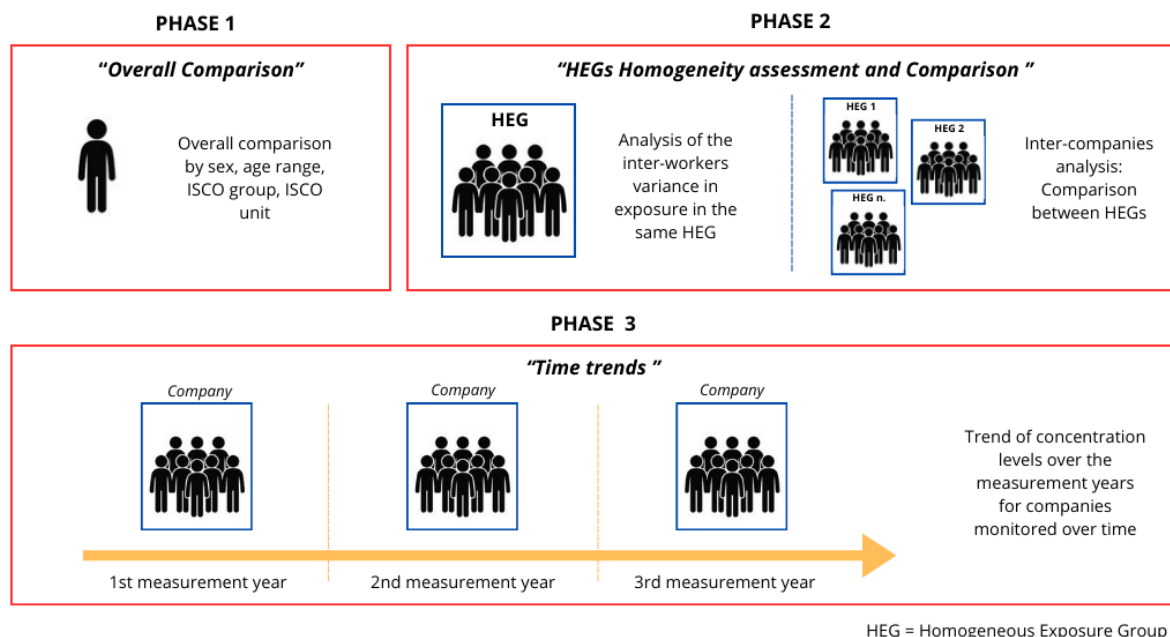 PHASE 1
“Overall Comparison”
Overall comparison
by sex, age range,
ISCO group, ISCO
unit
PHASE 2
“HEGs Homogeneity assessment and Comparison ”
HEG
Analysis of the
inter-workers
variance in
exposure in the
same HEG
HEG 1
HEG 2
HEG n.
Inter-companies
analysis:
Comparison
between HEGs
PHASE 3
“Time trends ”
Company
Company
Company
1st measurement year
2nd measurement year
3rd measurement year
Trend of concentration
levels over the
measurement years
for companies
monitored over time
HEG = Homogeneous Exposure Group